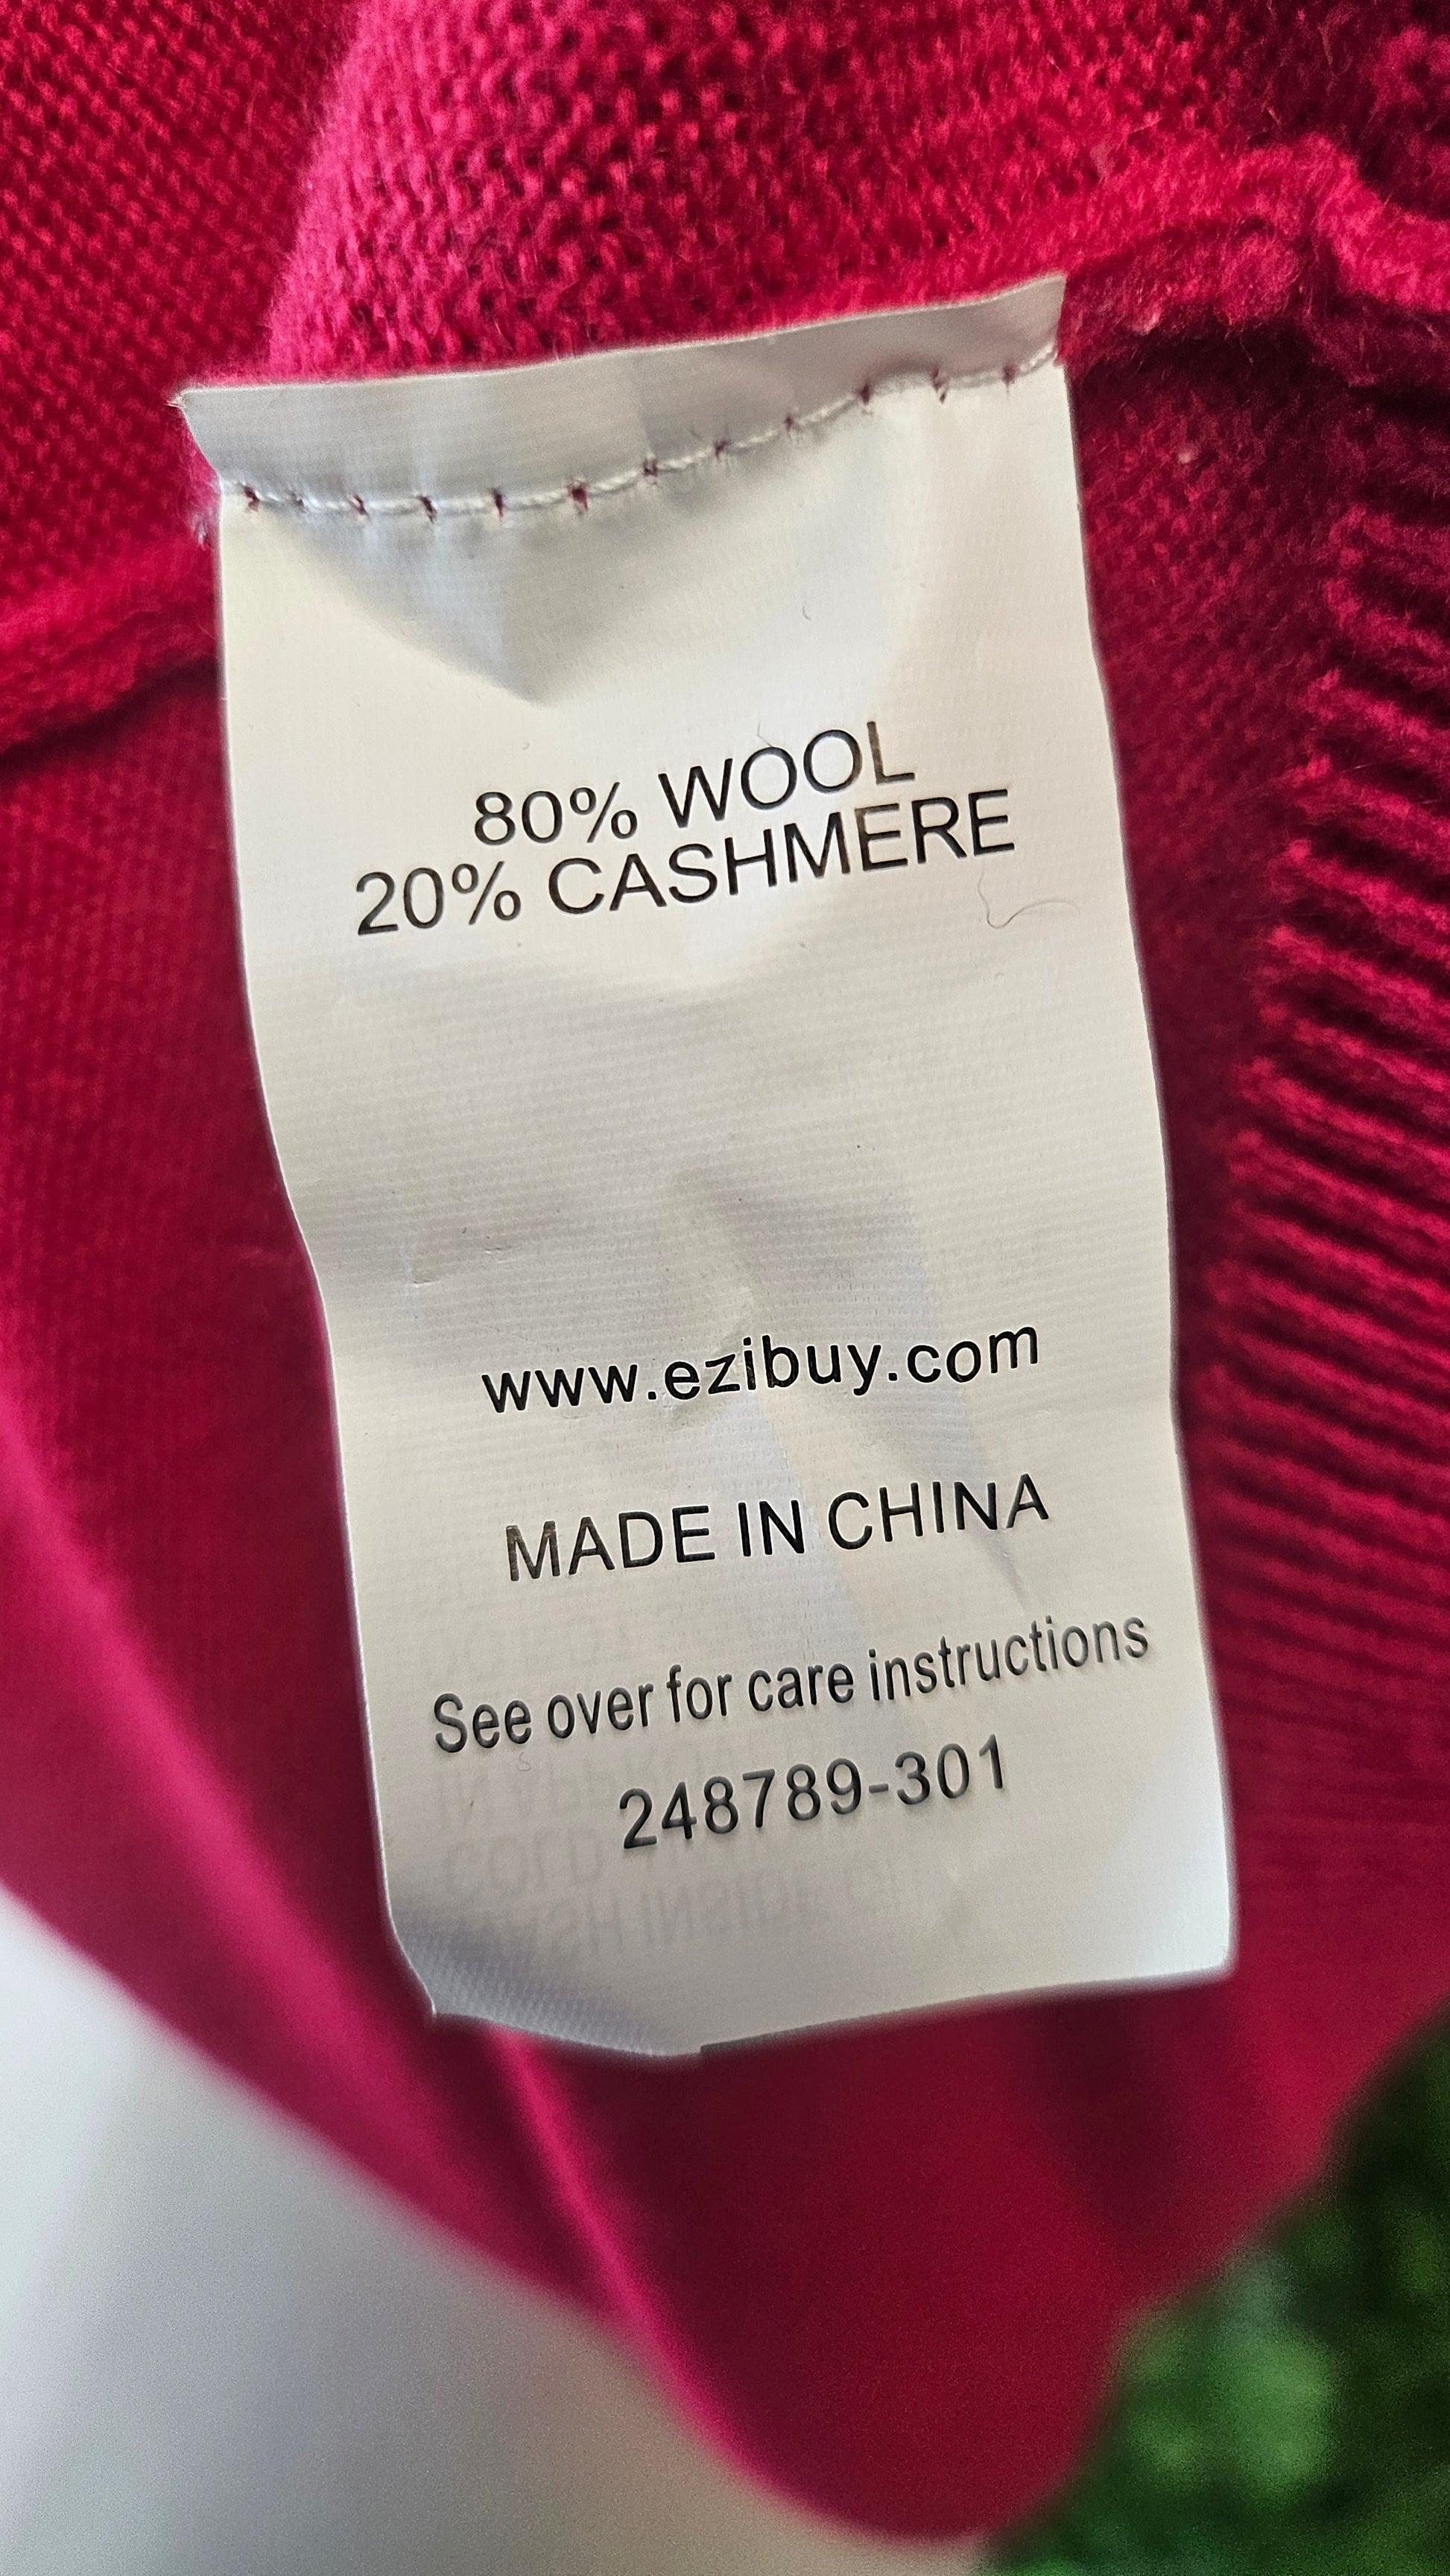 80% WOOL
20% CASHMERE
www.ezibuy.com
MADE IN CHINA
See over for care instructions
248789-301